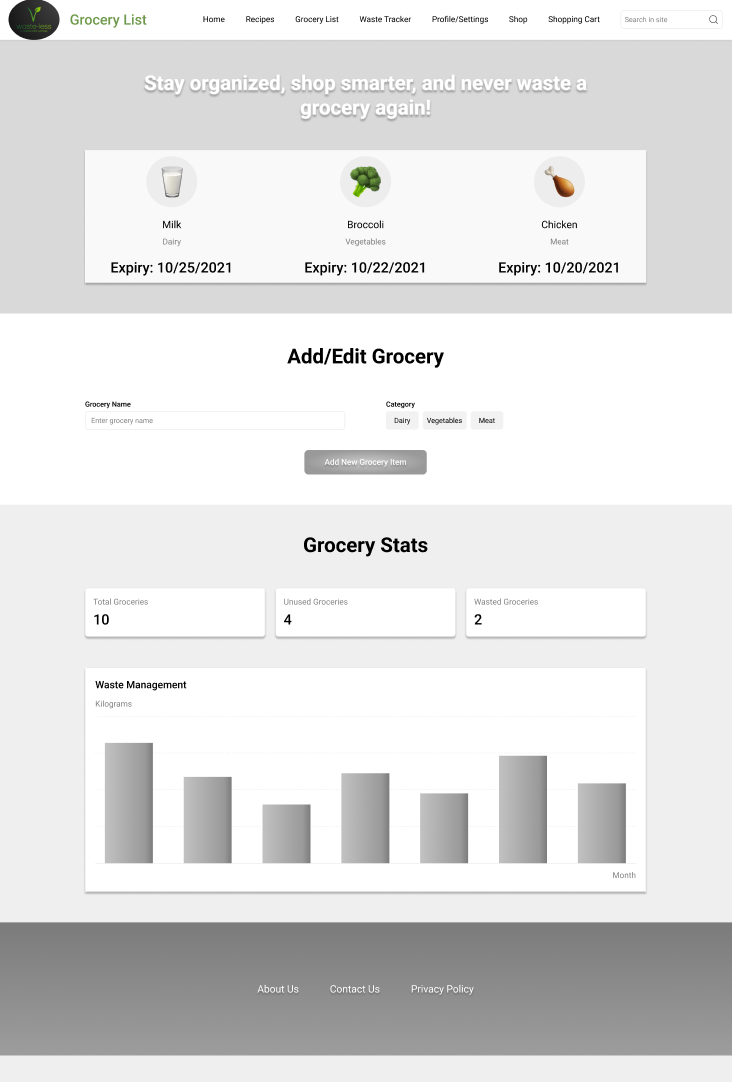 waste-less
Grocery List
Home
Recipes
Grocery List
Waste Tracker
Profile/Settings
Shop
Shopping Cart
Search in site
Stay organized, shop smarter, and never waste a
grocery again!
Milk
Dairy
Expiry: 10/25/2021
Broccoli
Vegetables
Expiry: 10/22/2021
Chicken
Meat
Expiry: 10/20/2021
Add/Edit Grocery
Grocery Name
Enter grocery name
Category
Dairy
Vegetables
Meat
Add New Grocery Item
Grocery Stats
Total Groceries
10
Unused Groceries
4
Wasted Groceries
2
Waste Management
Kilograms
Month
About Us
Contact Us
Privacy Policy